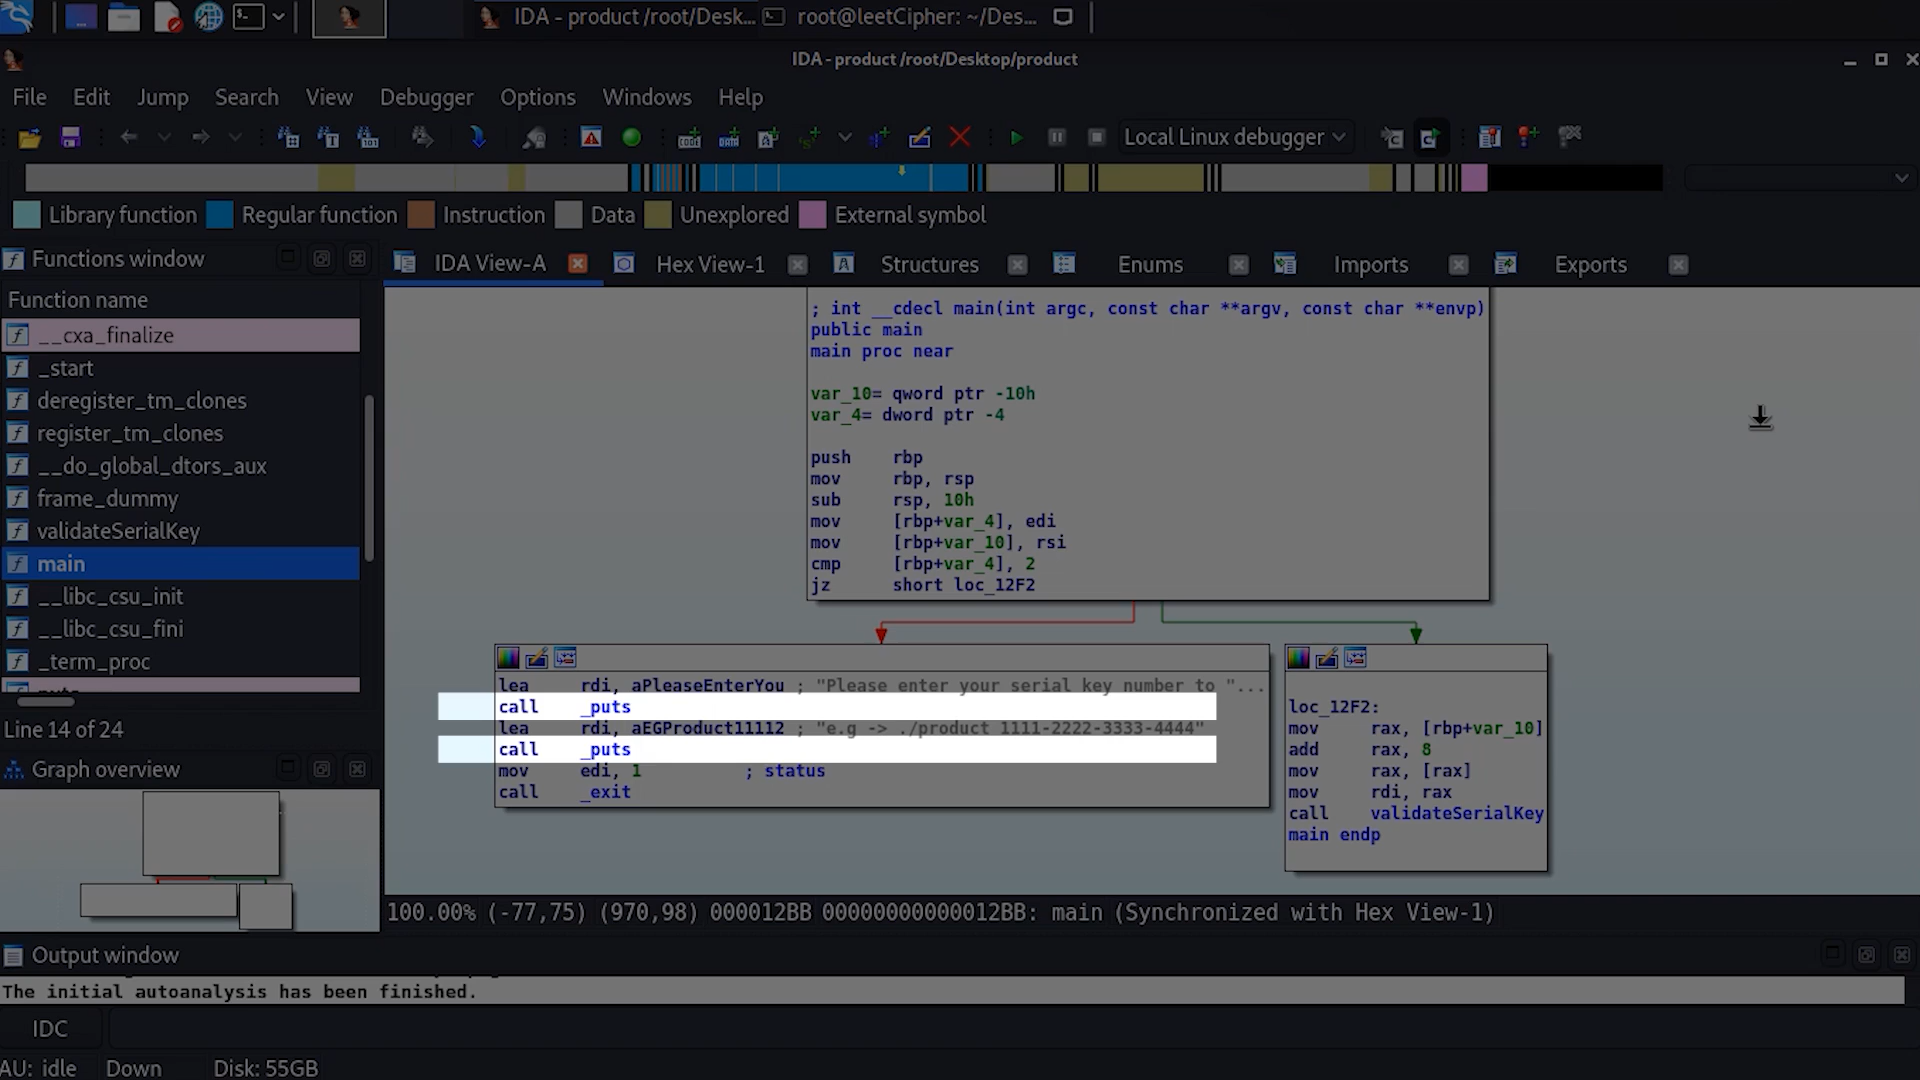 IDA - product /root/Desk...
root@leetCipher: ~/Des...
IDA - product /root/Desktop/product
File Edit Jump Search View Debugger Options Windows Help
Local Linux debugger
Library function Regular function Instruction Data Unexplored External symbol
Functions window
IDA View-A Hex View-1 Structures Enums Imports Exports
Function name
__cxa_finalize
_start
deregister_tm_clones
register_tm_clones
__do_global_dtors_aux
frame_dummy
validateSerialKey
main
__libc_csu_init
__libc_csu_fini
_term_proc
Line 14 of 24
Graph overview
; int __cdecl main(int argc, const char **argv, const char **envp)
public main
main proc near
var_10= qword ptr -10h
var_4= dword ptr -4
push rbp
mov rbp, rsp
sub rsp, 10h
mov [rbp+var_4], edi
mov [rbp+var_10], rsi
cmp [rbp+var_4], 2
jz short loc_12F2
lea rdi, aPleaseEnterYou ; "Please enter your serial key number to "...
call _puts
lea rdi, aEGProduct11112 ; "e.g -> ./product 1111-2222-3333-4444"
call _puts
mov edi, 1 ; status
call _exit
loc_12F2:
mov rax, [rbp+var_10]
add rax, 8
mov rax, [rax]
mov rdi, rax
call validateSerialKey
main endp
100.00% (-77,75) (970,98) 000012BB 00000000000012BB: main (Synchronized with Hex View-1)
Output window
The initial autoanalysis has been finished.
IDC
AU: idle Down Disk: 55GB